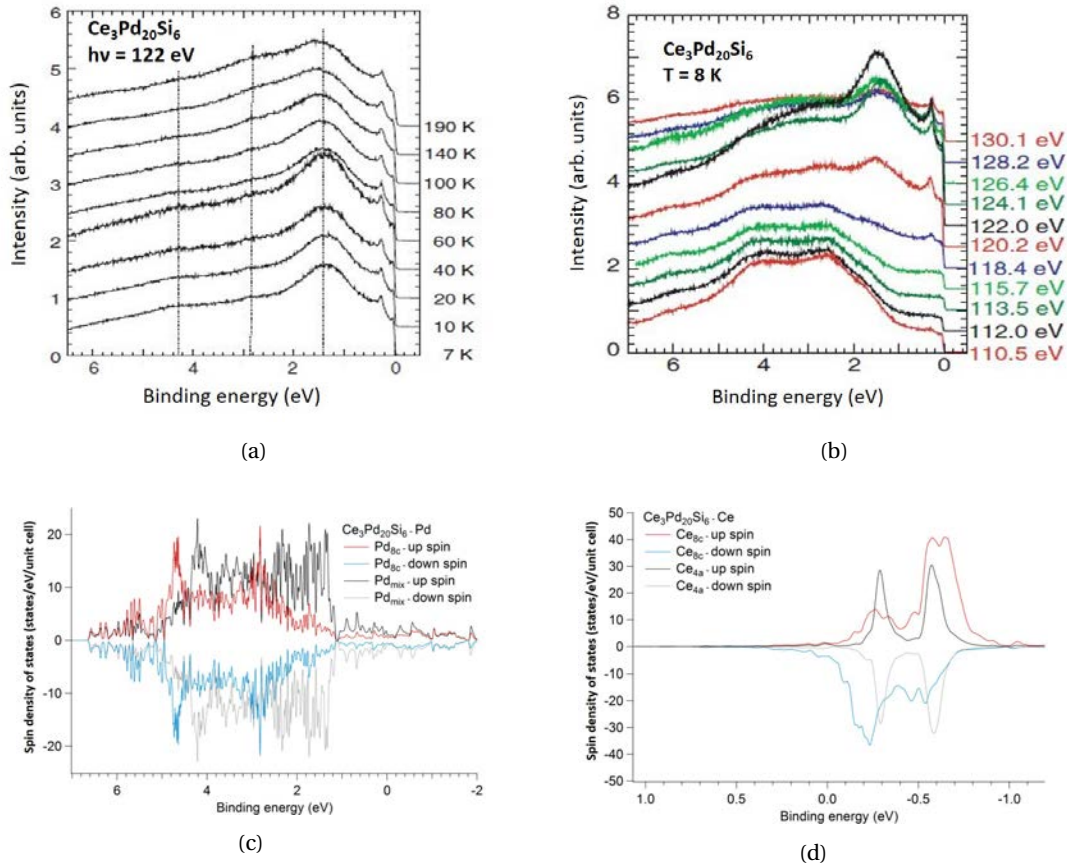 Ce₃Pd₂₀Si₆
hν = 122 eV
Intensity (arb. units)
6
5
4
3
2
1
0
190 K
140 K
100 K
80 K
60 K
40 K
20 K
10 K
7 K
6 4 2 0
Binding energy (eV)
(a)
Ce₃Pd₂₀Si₆
T = 8 K
Intensity (arb. units)
8
6
4
2
0
130.1 eV
128.2 eV
126.4 eV
124.1 eV
122.0 eV
120.2 eV
118.4 eV
115.7 eV
113.5 eV
112.0 eV
110.5 eV
6 4 2 0
Binding energy (eV)
(b)
Spin density of states (states/eV/unit cell)
20
10
0
-10
-20
Ce₃Pd₂₀Si₆ - Pd
Pd₈c - up spin
Pd₈c - down spin
Pdmix - up spin
Pdmix - down spin
6 4 2 0 -2
Binding energy (eV)
(c)
Spin density of states (states/eV/unit cell)
50
40
30
20
10
0
-10
-20
-30
-40
-50
Ce₃Pd₂₀Si₆ - Ce
Ce₈c - up spin
Ce₈c - down spin
Ce₄a - up spin
Ce₄a - down spin
1.0 0.5 0.0 -0.5 -1.0
Binding energy (eV)
(d)